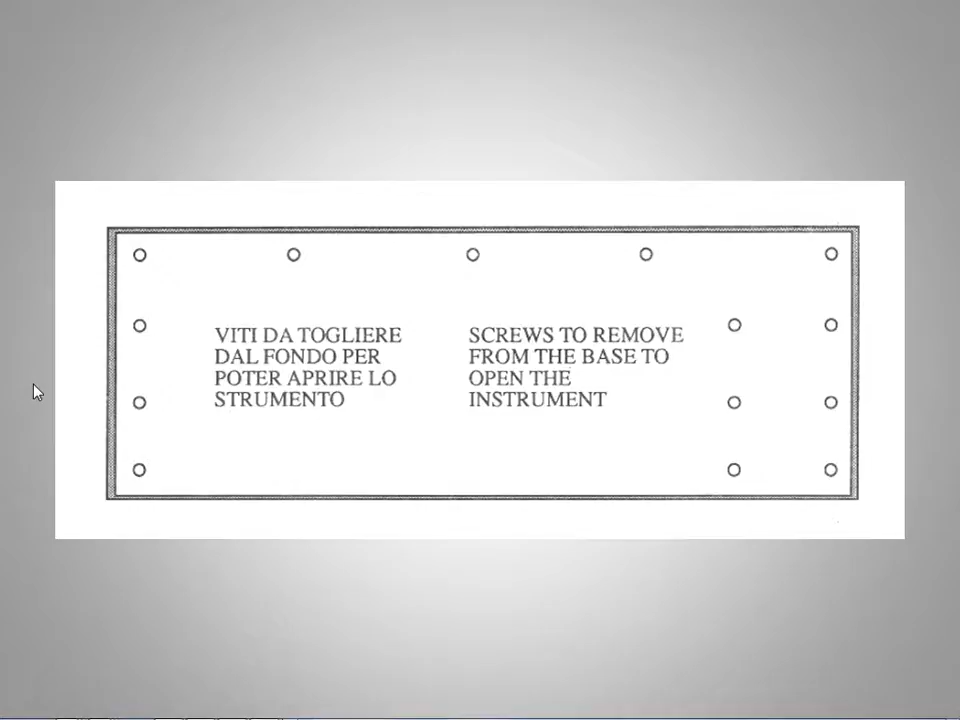 VITI DA TOGLIERE
DAL FONDO PER
POTER APRIRE LO
STRUMENTO
SCREWS TO REMOVE
FROM THE BASE TO
OPEN THE
INSTRUMENT